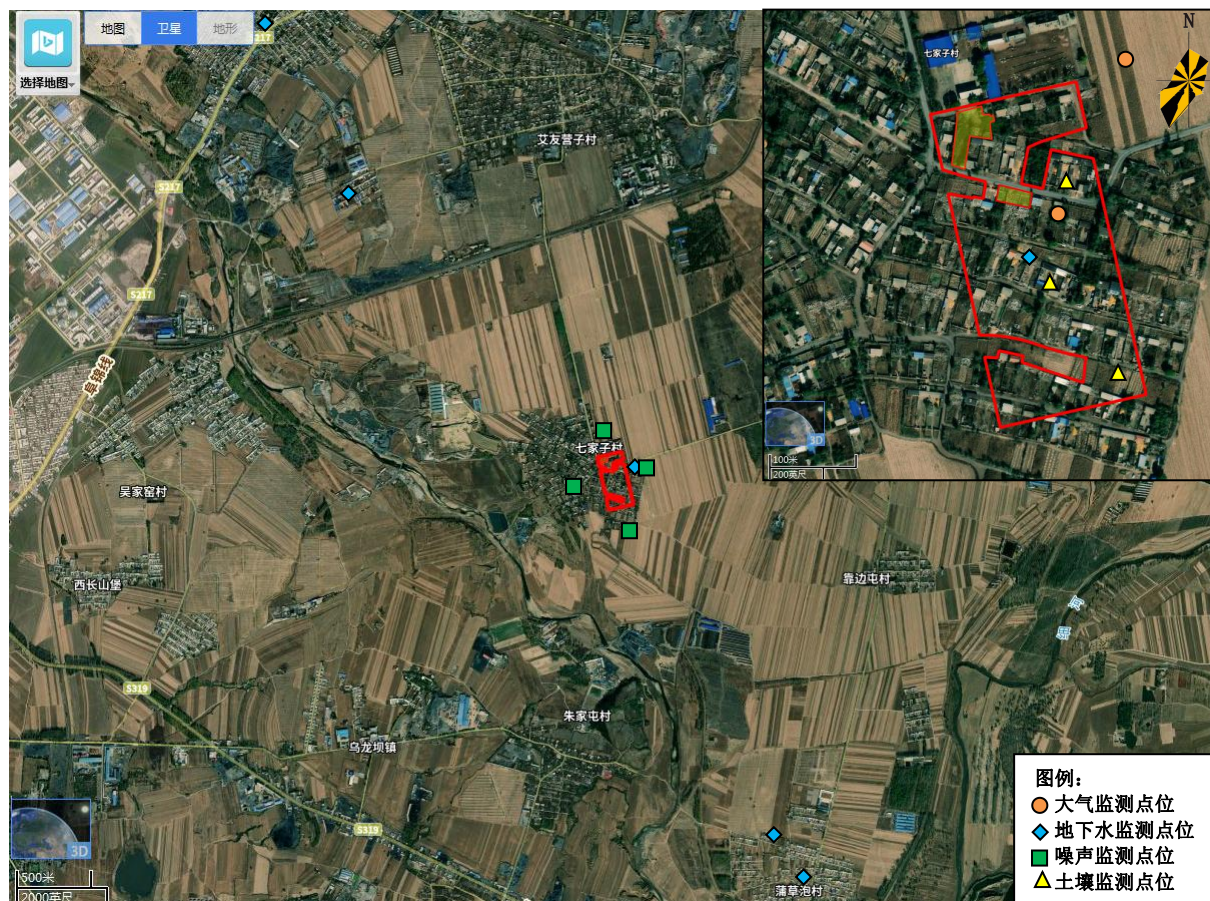 地图
卫星
地形
选择地图
217
S217
S217
阜锦线
艾友营子村
七家子村
吴家窑村
西长山堡
靠边屯村
S319
朱家屯村
乌龙坝镇
S319
蒲草泡村
3D
500米
2000英尺
七家子村
N
3D
100米
200英尺
图例：
大气监测点位
地下水监测点位
噪声监测点位
土壤监测点位